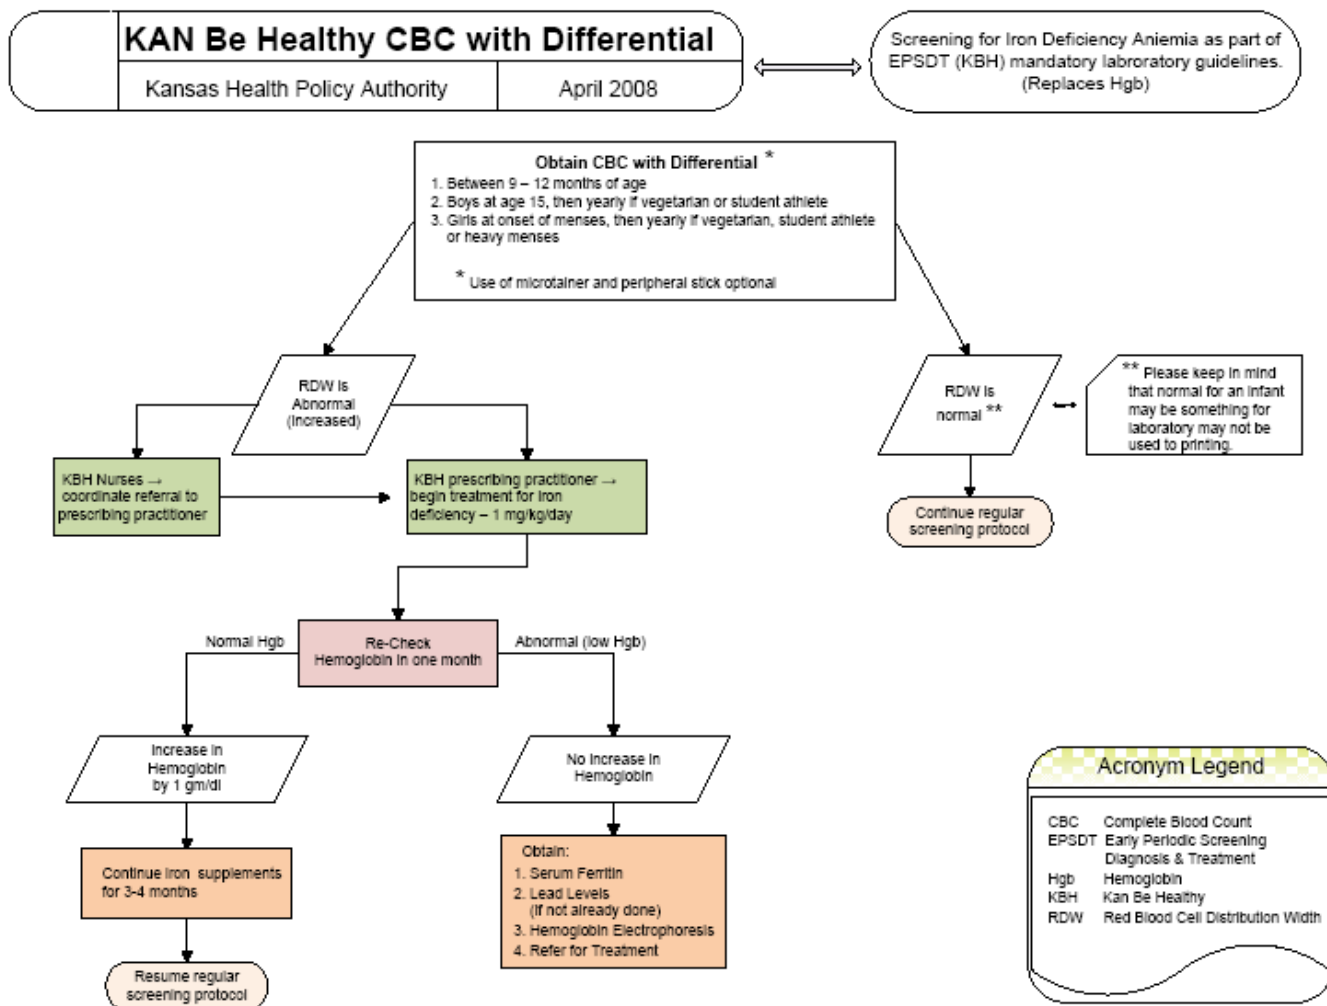 KAN Be Healthy CBC with Differential
Kansas Health Policy Authority
April 2008
Screening for Iron Deficiency Aniemia as part of
EPSDT (KBH) mandatory labroratory guidelines.
(Replaces Hgb)
Obtain CBC with Differential *
1. Between 9 – 12 months of age
2. Boys at age 15, then yearly if vegetarian or student athlete
3. Girls at onset of menses, then yearly if vegetarian, student athlete
or heavy menses
* Use of microtainer and peripheral stick optional
RDW is
Abnormal
(increased)
RDW is
normal **
** Please keep in mind
that normal for an infant
may be something for
laboratory may not be
used to printing.
KBH Nurses →
coordinate referral to
prescribing practitioner
KBH prescribing practitioner →
begin treatment for iron
deficiency – 1 mg/kg/day
Continue regular
screening protocol
Normal Hgb
Re-Check
Hemoglobin in one month
Abnormal (low Hgb)
Increase in
Hemoglobin
by 1 gm/dl
No Increase in
Hemoglobin
Continue iron supplements
for 3-4 months
Obtain:
1. Serum Ferritin
2. Lead Levels
(if not already done)
3. Hemoglobin Electrophoresis
4. Refer for Treatment
Resume regular
screening protocol
Acronym Legend
CBC Complete Blood Count
EPSDT Early Periodic Screening
Diagnosis & Treatment
Hgb Hemoglobin
KBH Kan Be Healthy
RDW Red Blood Cell Distribution Width